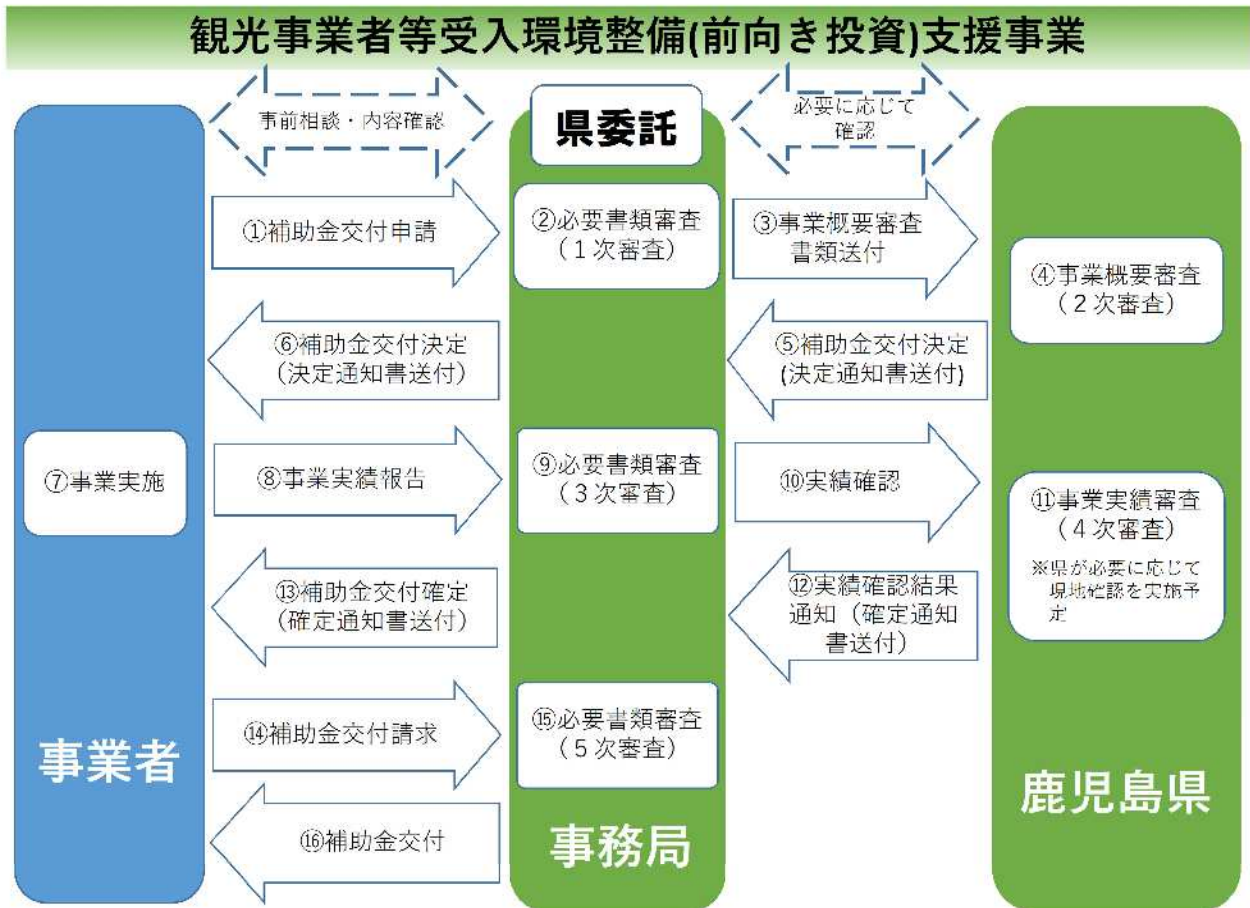 観光事業者等受入環境整備(前向き投資)支援事業
事前相談・内容確認
県委託
必要に応じて
確認
①補助金交付申請
②必要書類審査
（1次審査）
③事業概要審査
書類送付
④事業概要審査
（2次審査）
⑥補助金交付決定
（決定通知書送付）
⑤補助金交付決定
(決定通知書送付)
⑦事業実施
⑧事業実績報告
⑨必要書類審査
（3次審査）
⑩実績確認
⑪事業実績審査
（4次審査）
※県が必要に応じて
現地確認を実施予
定
⑬補助金交付確定
（確定通知書送付）
⑫実績確認結果
通知（確定通知
書送付）
⑭補助金交付請求
⑮必要書類審査
（5次審査）
⑯補助金交付
事業者
事務局
鹿児島県